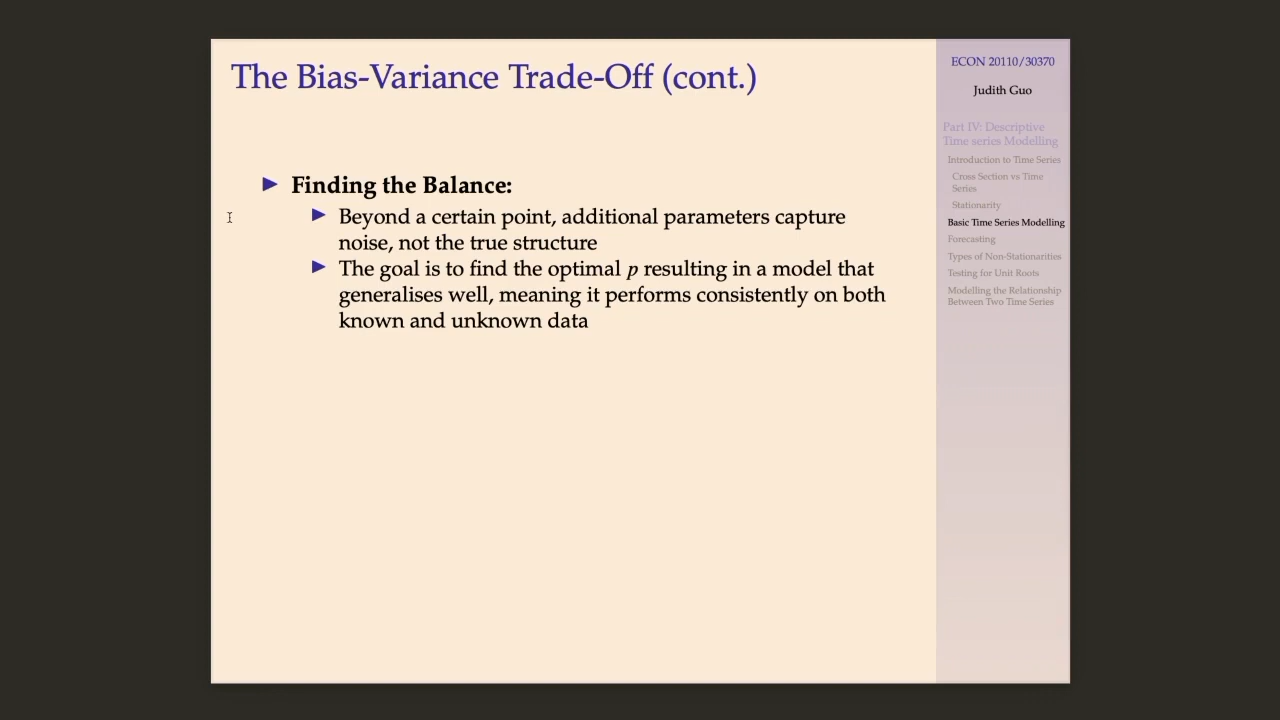 The Bias-Variance Trade-Off (cont.)
Finding the Balance:
Beyond a certain point, additional parameters capture
noise, not the true structure
The goal is to find the optimal p resulting in a model that
generalises well, meaning it performs consistently on both
known and unknown data
ECON 20110/30370
Judith Guo
Part IV: Descriptive
Time series Modelling
Introduction to Time Series
Cross Section vs Time
Series
Stationarity
Basic Time Series Modelling
Forecasting
Types of Non-Stationarities
Testing for Unit Roots
Modelling the Relationship
Between Two Time Series